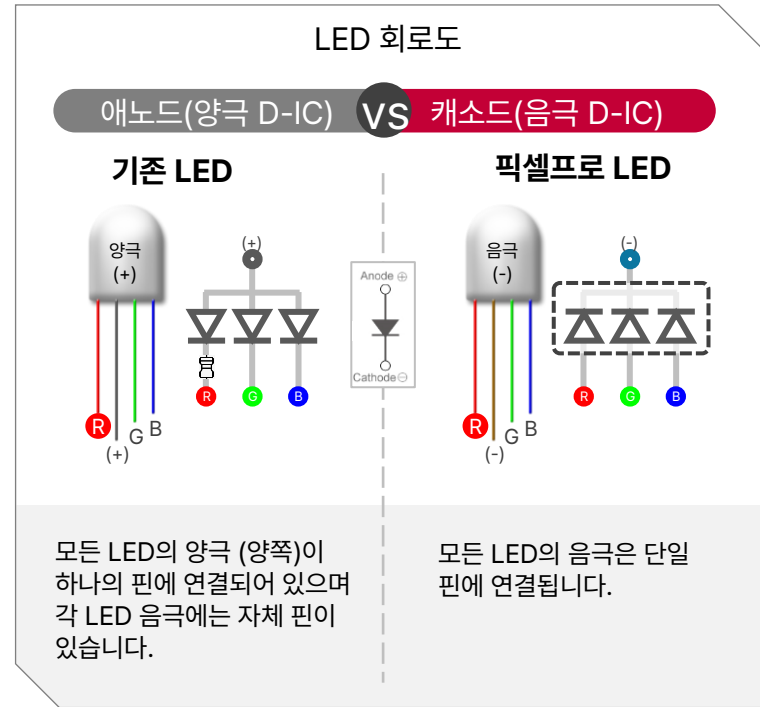 LED 회로도
애노드(양극 D-IC) VS 캐소드(음극 D-IC)
기존 LED
픽셀프로 LED
양극
(+)
(+)
R
G
B
R
(+)
G
B
Anode ⊕
Cathode⊖
음극
(-)
(-)
R
G
B
R
(-)
G
B
모든 LED의 양극 (양쪽)이
하나의 핀에 연결되어 있으며
각 LED 음극에는 자체 핀이
있습니다.
모든 LED의 음극은 단일
핀에 연결됩니다.